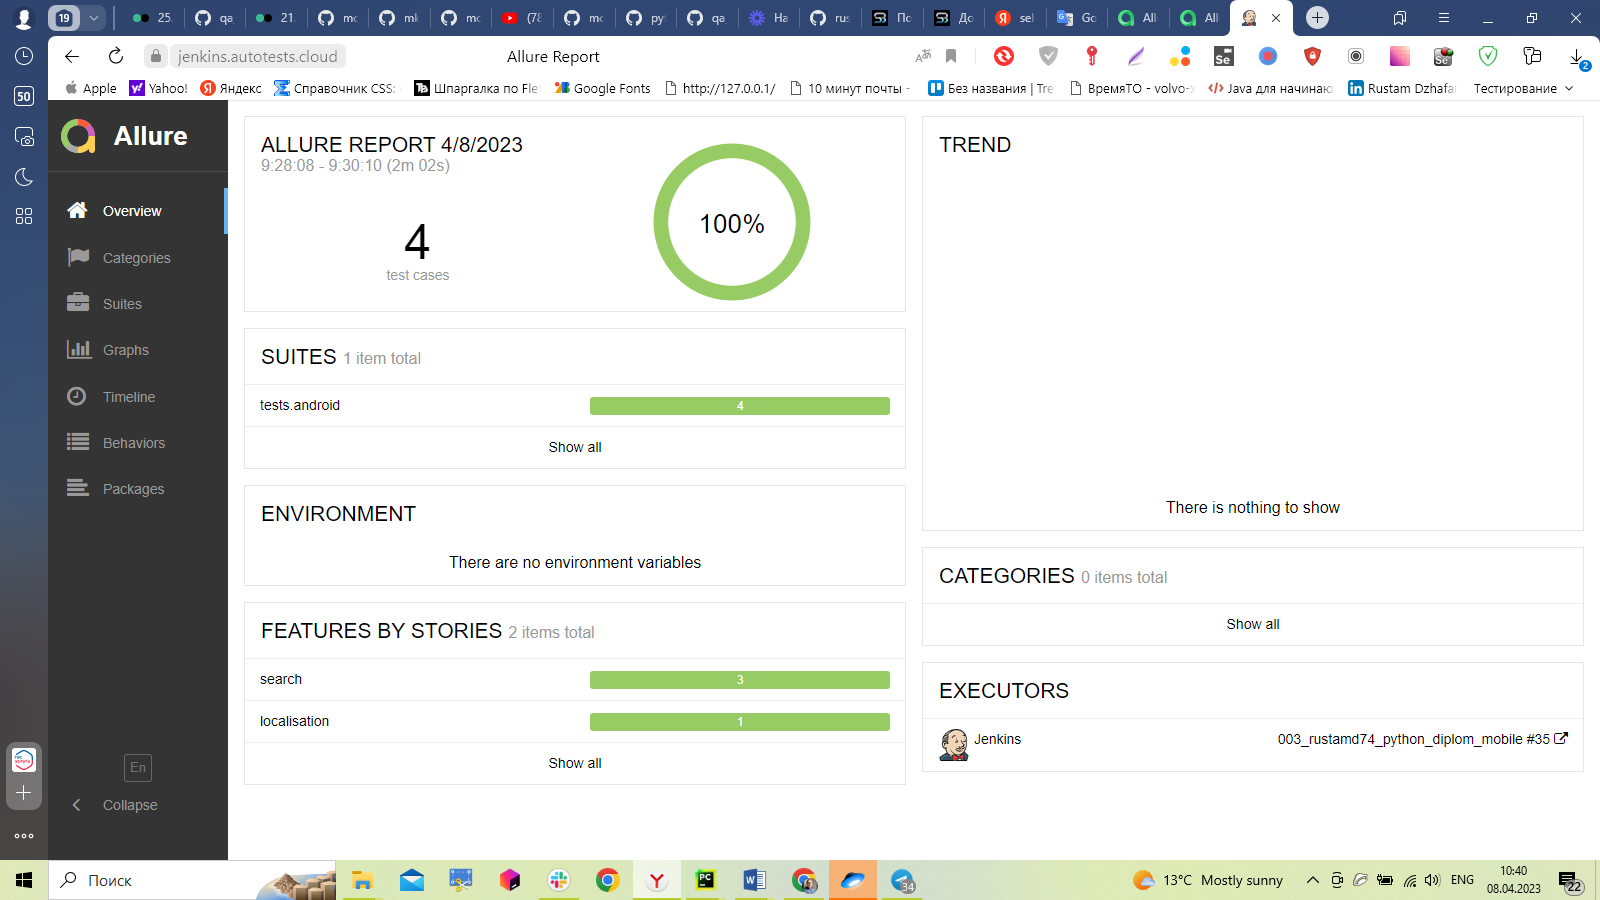 19
25.
qa
21.
mc
mle
mc
(78
mc
pyt
qa
На
rus
По
До
sel
Go
Allu
All
jenkins.autotests.cloud
Allure Report
2
50
Apple
Yahoo!
Яндекс
Справочник CSS:
Шпаргалка по Fle
Google Fonts
http://127.0.0.1/
10 минут почты -
Без названия | Tre
ВремяТО - volvo-x
Java для начинаю
Rustam Dzhafar
Тестирование
Allure
Overview
Categories
Suites
Graphs
Timeline
Behaviors
Packages
En
Collapse
ALLURE REPORT 4/8/2023
9:28:08 - 9:30:10 (2m 02s)
4
test cases
100%
SUITES 1 item total
tests.android
4
Show all
ENVIRONMENT
There are no environment variables
FEATURES BY STORIES 2 items total
search
3
localisation
1
Show all
TREND
There is nothing to show
CATEGORIES 0 items total
Show all
EXECUTORS
Jenkins
003_rustamd74_python_diplom_mobile #35
Поиск
34
13°C Mostly sunny
ENG
10:40
08.04.2023
22